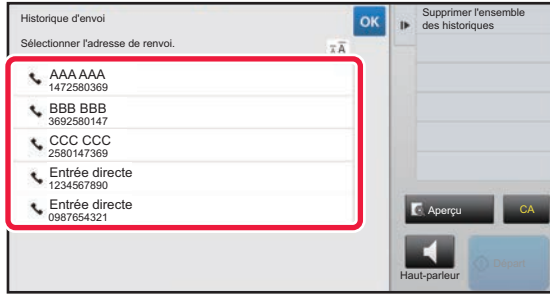 Historique d'envoi
OK
Sélectionner l'adresse de renvoi.
AAA AAA
1472580369
BBB BBB
3692580147
CCC CCC
2580147369
Entrée directe
1234567890
Entrée directe
0987654321
Supprimer l'ensemble
des historiques
Aperçu
CA
Haut-parleur
Départ